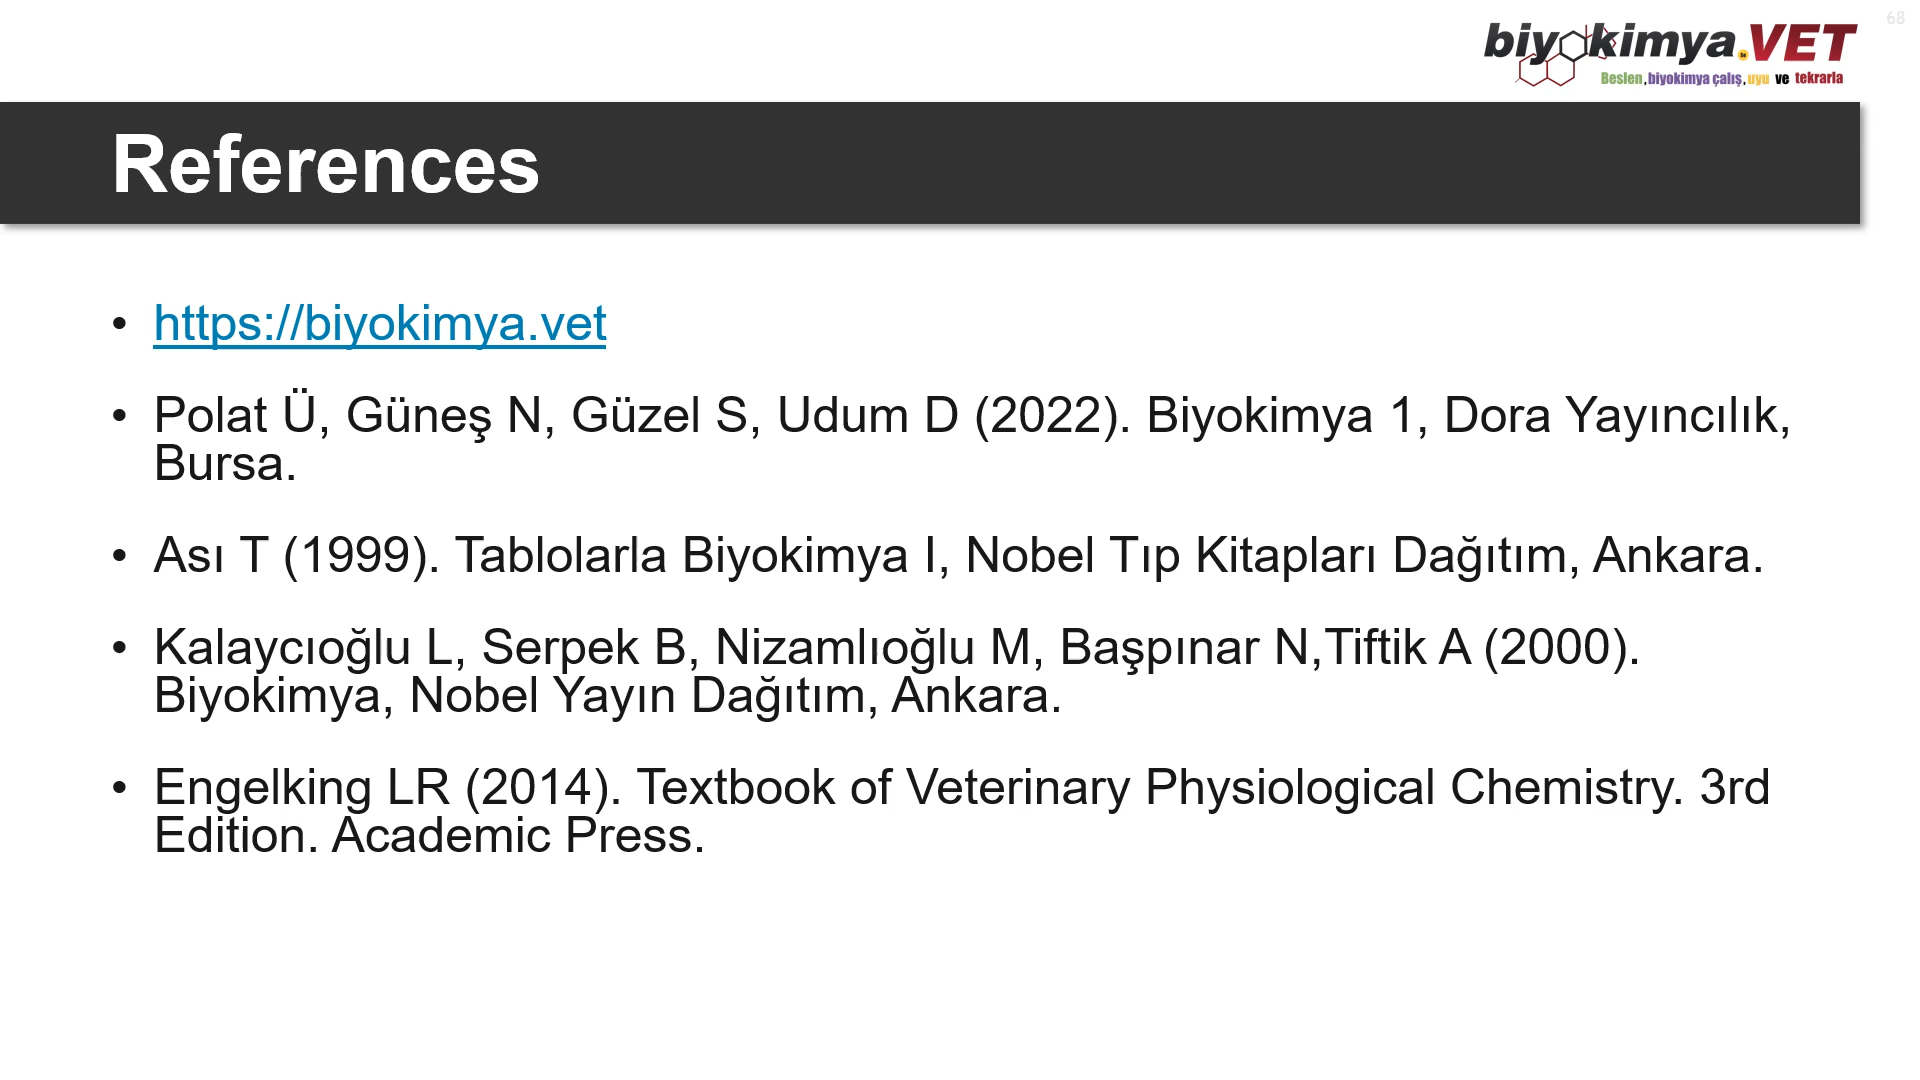 68
biyokimya.VET
Beslen, biyokimya çalış, uyu ve tekrarla
References
• https://biyokimya.vet
• Polat Ü, Güneş N, Güzel S, Udum D (2022). Biyokimya 1, Dora Yayıncılık,
Bursa.
• Ası T (1999). Tablolarla Biyokimya I, Nobel Tıp Kitapları Dağıtım, Ankara.
• Kalaycıoğlu L, Serpek B, Nizamlıoğlu M, Başpınar N,Tiftik A (2000).
Biyokimya, Nobel Yayın Dağıtım, Ankara.
• Engelking LR (2014). Textbook of Veterinary Physiological Chemistry. 3rd
Edition. Academic Press.